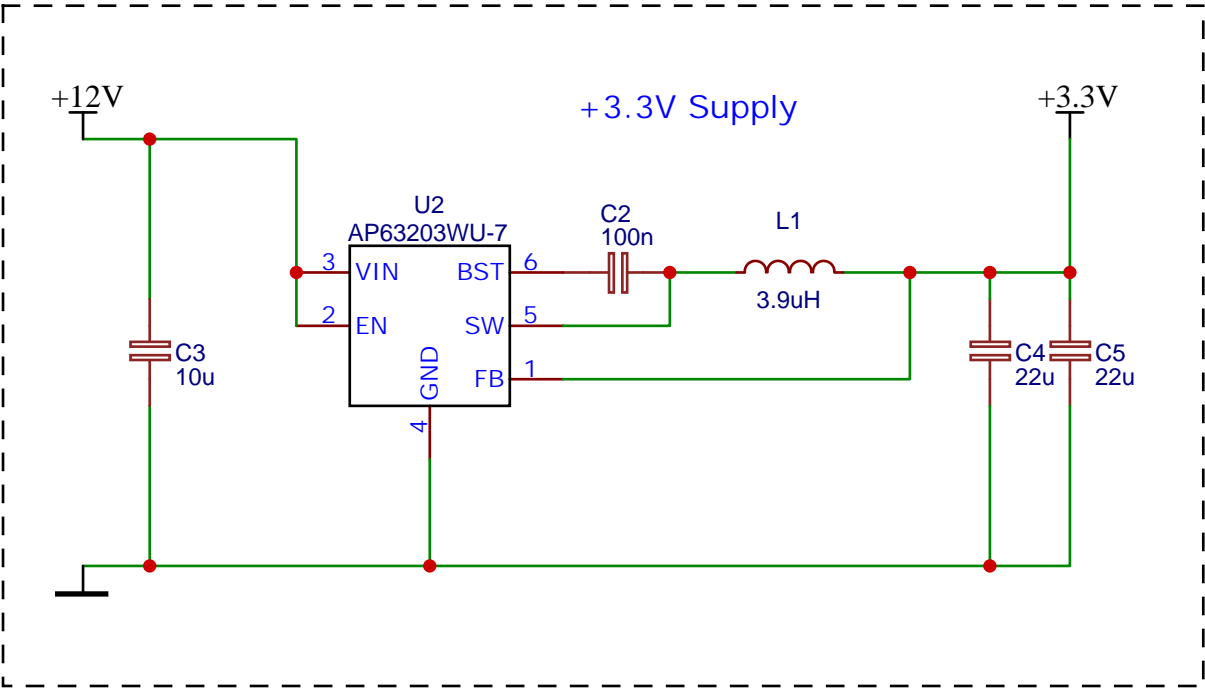 +3.3V Supply
+12V
+3.3V
U2
AP63203WU-7
C2
100n
L1
3.9uH
3
VIN
BST
6
2
EN
SW
5
GND
FB
1
4
C3
10u
C4
22u
C5
22u